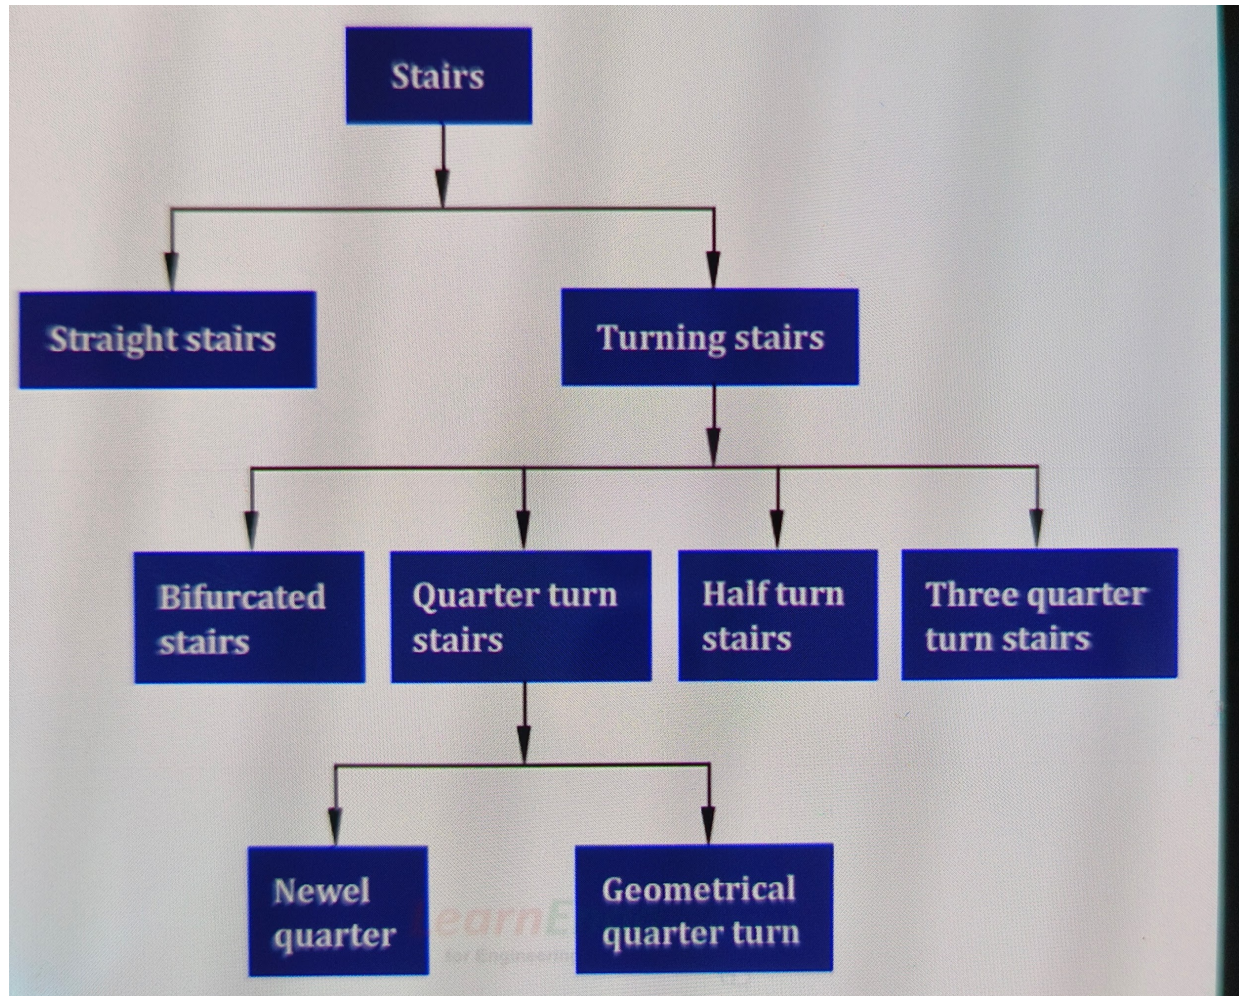 Stairs
Straight stairs
Turning stairs
Bifurcated
stairs
Quarter turn
stairs
Half turn
stairs
Three quarter
turn stairs
Newel
quarter
Geometrical
quarter turn
for